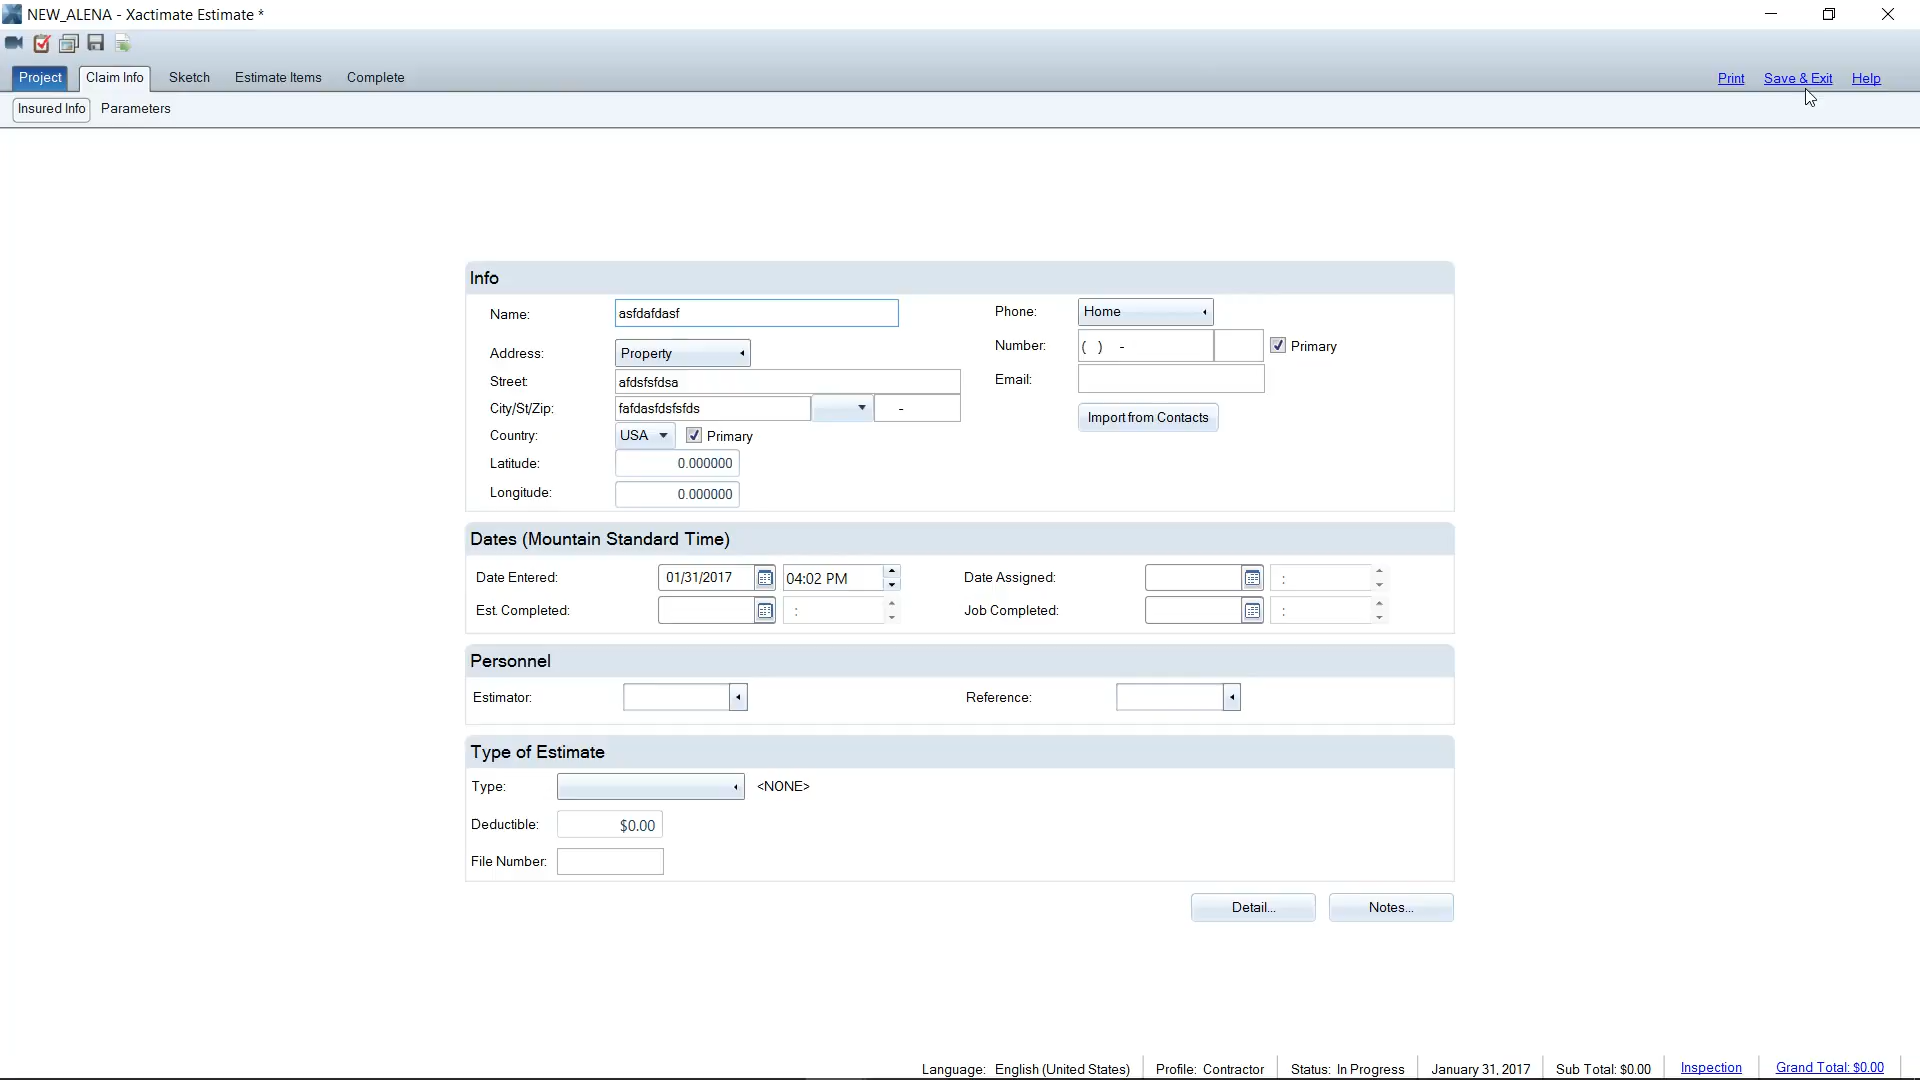 NEW_ALENA - Xactimate Estimate *
Project Claim Info Sketch Estimate Items Complete Print Save & Exit Help
Insured Info Parameters
Info
Name: asfdafdasf Phone: Home
Address: Property Number: ( ) - Primary
Street: afdsfsfdsa Email:
City/St/Zip: fafdasfdsfsfds - Import from Contacts
Country: USA Primary
Latitude: 0.000000
Longitude: 0.000000
Dates (Mountain Standard Time)
Date Entered: 01/31/2017 04:02 PM Date Assigned: :
Est. Completed: : Job Completed: :
Personnel
Estimator: Reference:
Type of Estimate
Type: <NONE>
Deductible: $0.00
File Number:
Detail... Notes...
Language: English (United States) Profile: Contractor Status: In Progress January 31, 2017 Sub Total: $0.00 Inspection Grand Total: $0.00